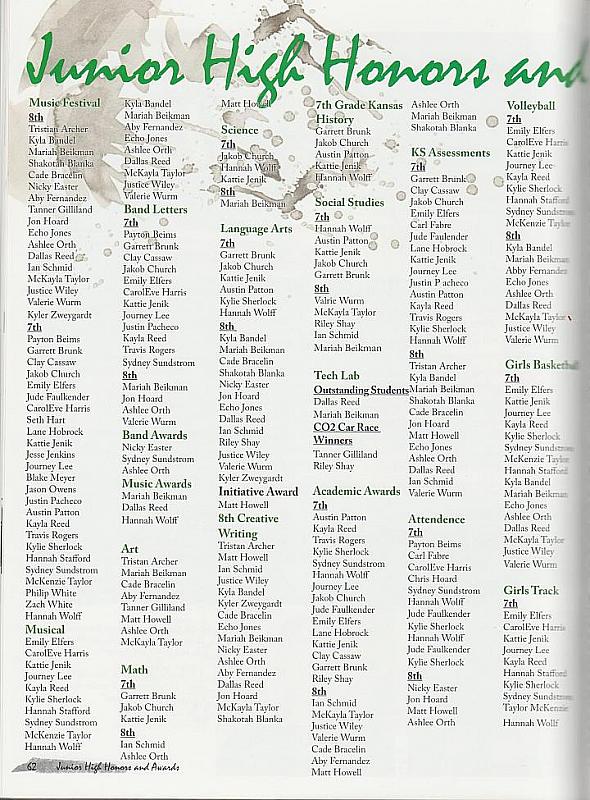 Junior High Honors and
Music Festival
8th
Tristian Archer
Kyla Bandel
Mariah Beikman
Shakotah Blanka
Cade Bracelin
Nicky Easter
Aby Fernandez
Tanner Gilliland
Jon Hoard
Echo Jones
Ashlee Orth
Dallas Reed
Ian Schmid
McKayla Taylor
Justice Wiley
Valerie Wurm
Kyler Zweygardt
7th
Payton Beims
Garrett Brunk
Clay Cassaw
Jakob Church
Emily Elfers
Jude Faulkender
CarolEve Harris
Seth Hart
Lane Hobrock
Kattie Jenik
Jesse Jenkins
Journey Lee
Blake Meyer
Jason Owens
Justin Pacheco
Austin Patton
Kayla Reed
Travis Rogers
Kylie Sherlock
Hannah Stafford
Sydney Sundstrom
McKenzie Taylor
Philip White
Zach White
Hannah Wolff
Musical
Emily Elfers
CarolEve Harris
Kattie Jenik
Journey Lee
Kayla Reed
Kylie Sherlock
Hannah Stafford
Sydney Sundstrom
McKenzie Taylor
Hannah Wolff
Kyla Bandel
Mariah Beikman
Aby Fernandez
Echo Jones
Ashlee Orth
Dallas Reed
McKayla Taylor
Justice Wiley
Valerie Wurm
Band Letters
7th
Payton Beims
Garrett Brunk
Clay Cassaw
Jakob Church
Emily Elfers
CarolEve Harris
Kattie Jenik
Journey Lee
Justin Pacheco
Kayla Reed
Travis Rogers
Sydney Sundstrom
8th
Mariah Beikman
Jon Hoard
Ashlee Orth
Valerie Wurm
Band Awards
Nicky Easter
Sydney Sundstrom
Ashlee Orth
Music Awards
Mariah Beikman
Dallas Reed
Hannah Wolff
Art
Tristan Archer
Mariah Beikman
Cade Bracelin
Aby Fernandez
Tanner Gilliland
Matt Howell
Ashlee Orth
McKayla Taylor
Math
7th
Garrett Brunk
Jakob Church
Kattie Jenik
8th
Ian Schmid
Ashlee Orth
Matt Howell
Science
7th
Jakob Church
Hannah Wolff
Kattie Jenik
8th
Mariah Beikman
Language Arts
7th
Garrett Brunk
Jakob Church
Kattie Jenik
Austin Patton
Kylie Sherlock
Hannah Wolff
8th
Kyla Bandel
Mariah Beikman
Cade Bracelin
Shakotah Blanka
Nicky Easter
Jon Hoard
Echo Jones
Dallas Reed
Ian Schmid
Riley Shay
Justice Wiley
Valerie Wurm
Kyler Zweygardt
Initiative Award
Matt Howell
8th Creative
Writing
Tristan Archer
Matt Howell
Ian Schmid
Justice Wiley
Kyla Bandel
Kyler Zweygardt
Cade Bracelin
Echo Jones
Mariah Beikman
Nicky Easter
Ashlee Orth
Aby Fernandez
Dallas Reed
Jon Hoard
McKayla Taylor
Shakotah Blanka
7th Grade Kansas
History
Garrett Brunk
Jakob Church
Austin Patton
Kattie Jenik
Hannah Wolff
Social Studies
7th
Hannah Wolff
Austin Patton
Kattie Jenik
Jakob Church
Garrett Brunk
8th
Valrie Wurm
McKayla Taylor
Riley Shay
Ian Schmid
Mariah Beikman
Tech Lab
Outstanding Students
Dallas Reed
Mariah Beikman
CO2 Car Race
Winners
Tanner Gilliland
Riley Shay
Academic Awards
7th
Austin Patton
Kayla Reed
Travis Rogers
Kylie Sherlock
Sydney Sundstrom
Hannah Wolff
Journey Lee
Jakob Church
Jude Faulkender
Emily Elfers
Lane Hobrock
Kattie Jenik
Clay Cassaw
Garrett Brunk
Riley Shay
8th
Ian Schmid
McKayla Taylor
Justice Wiley
Valerie Wurm
Cade Bracelin
Aby Fernandez
Matt Howell
Ashlee Orth
Mariah Beikman
Shakotah Blanka
KS Assessments
7th
Garrett Brunk
Clay Cassaw
Jakob Church
Emily Elfers
Carl Fabre
Jude Faulender
Lane Hobrock
Kattie Jenik
Journey Lee
Justin P acheco
Austin Patton
Kayla Reed
Travis Rogers
Kylie Sherlock
Hannah Wolff
8th
Tristan Archer
Kyla Bandel
Mariah Beikman
Shakotah Blanka
Cade Bracelin
Jon Hoard
Matt Howell
Echo Jones
Ashlee Orth
Dallas Reed
Ian Schmid
Valerie Wurm
Attendence
7th
Payton Beims
Carl Fabre
CarolEve Harris
Chris Hoard
Sydney Sundstrom
Hannah Wolff
Jude Faulkender
Kylie Sherlock
Hannah Wolff
Jude Faulkender
Kylie Sherlock
8th
Nicky Easter
Jon Hoard
Matt Howell
Ashlee Orth
Volleyball
7th
Emily Elfers
CarolEve Harris
Kattie Jenik
Journey Lee
Kayla Reed
Kylie Sherlock
Hannah Stafford
Sydney Sundstrom
McKenzie Taylor
8th
Kyla Bandel
Mariah Beikman
Abby Fernandez
Echo Jones
Ashlee Orth
Dallas Reed
McKayla Taylor
Justice Wiley
Valerie Wurm
Girls Basketball
7th
Emily Elfers
Kattie Jenik
Journey Lee
Kayla Reed
Kylie Sherlock
Sydney Sundstrom
McKenzie Taylor
Hannah Stafford
Kyla Bandel
Mariah Beikman
Echo Jones
Ashlee Orth
Dallas Reed
McKayla Taylor
Justice Wiley
Valerie Wurm
Girls Track
7th
Emily Elfers
CarolEve Harris
Kattie Jenik
Journey Lee
Kayla Reed
Hannah Stafford
Kylie Sherlock
Sydney Sundstrom
Taylor McKenzie
Hannah Wollf
62 Junior High Honors and Awards